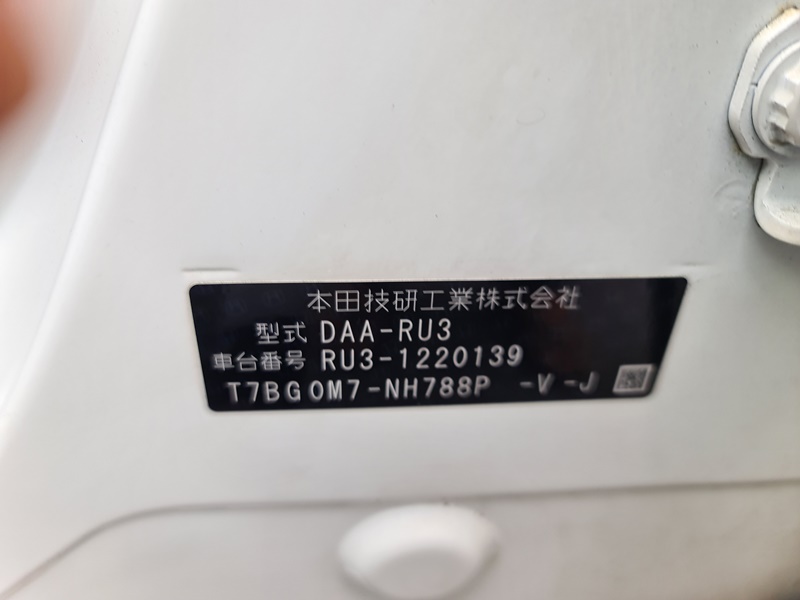 本田技研工業株式会社
型式 DAA-RU3
車台番号 RU3-1220139
T7BG0M7-NH788P -V -J